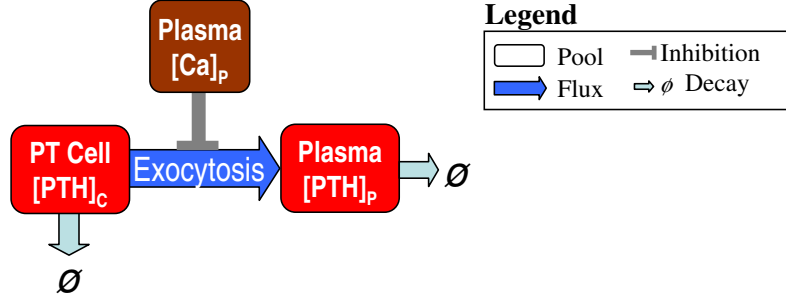 Plasma
[Ca]P
PT Cell
[PTH]C
Exocytosis
Plasma
[PTH]P
Ø
Ø
Legend
Pool
Inhibition
Flux
ϕ Decay